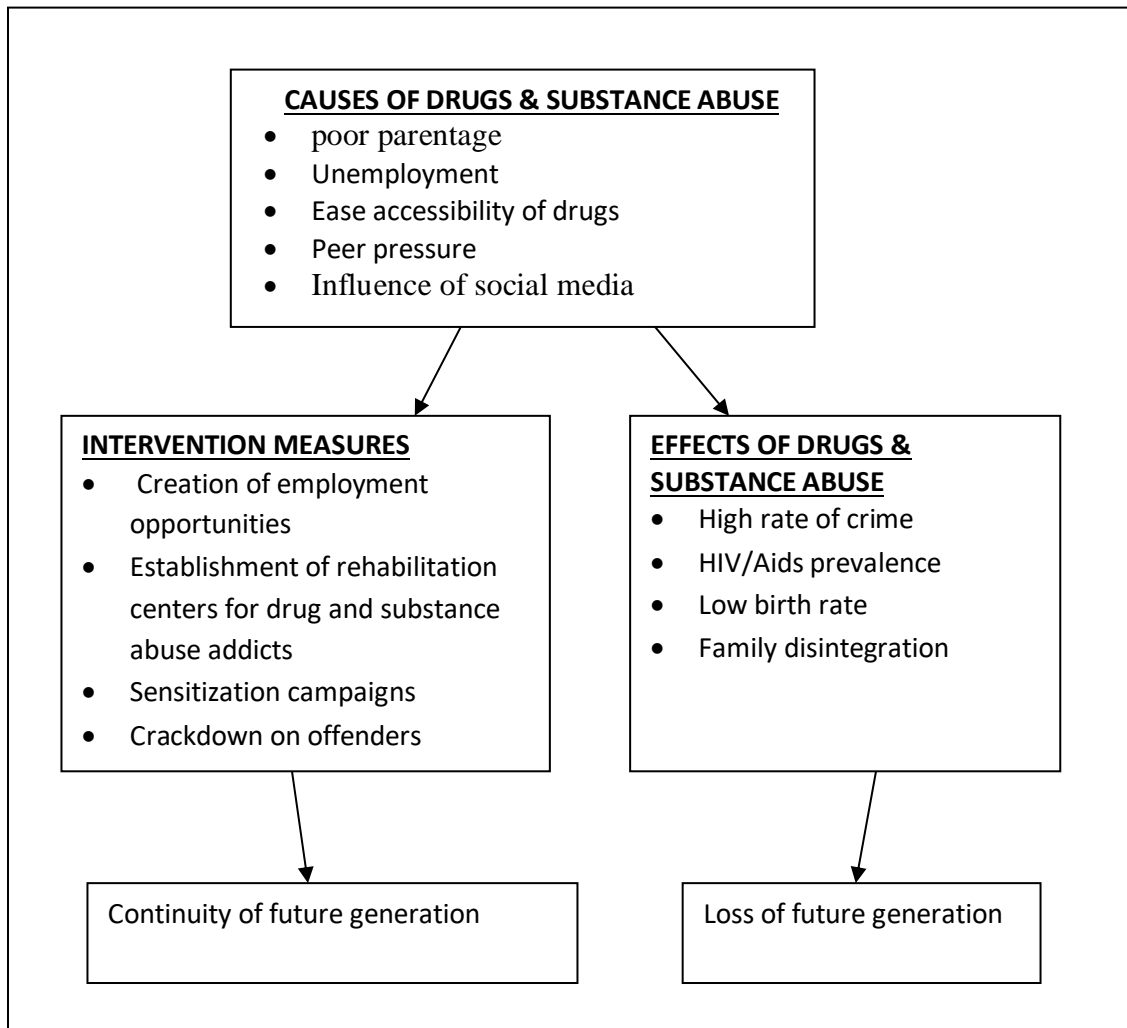 CAUSES OF DRUGS & SUBSTANCE ABUSE
• poor parentage
• Unemployment
• Ease accessibility of drugs
• Peer pressure
• Influence of social media
INTERVENTION MEASURES
• Creation of employment
opportunities
• Establishment of rehabilitation
centers for drug and substance
abuse addicts
• Sensitization campaigns
• Crackdown on offenders
EFFECTS OF DRUGS &
SUBSTANCE ABUSE
• High rate of crime
• HIV/Aids prevalence
• Low birth rate
• Family disintegration
Continuity of future generation
Loss of future generation